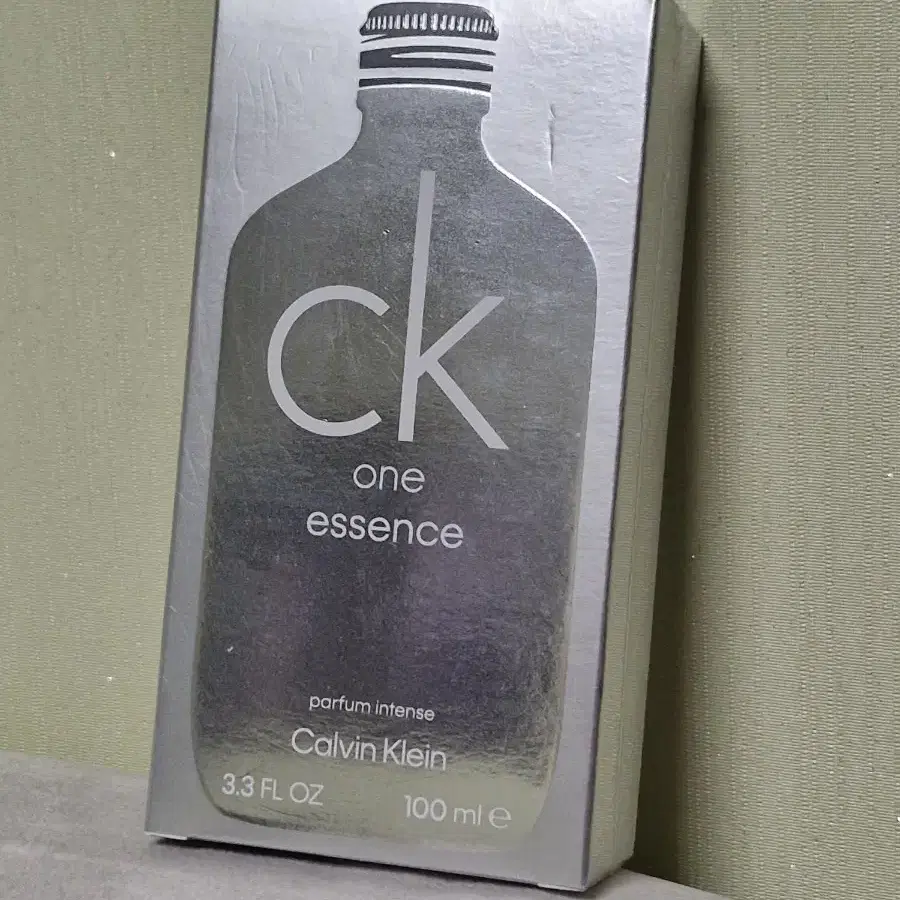 ck
one
essence
parfum intense
Calvin Klein
3.3 FL OZ
100 ml e